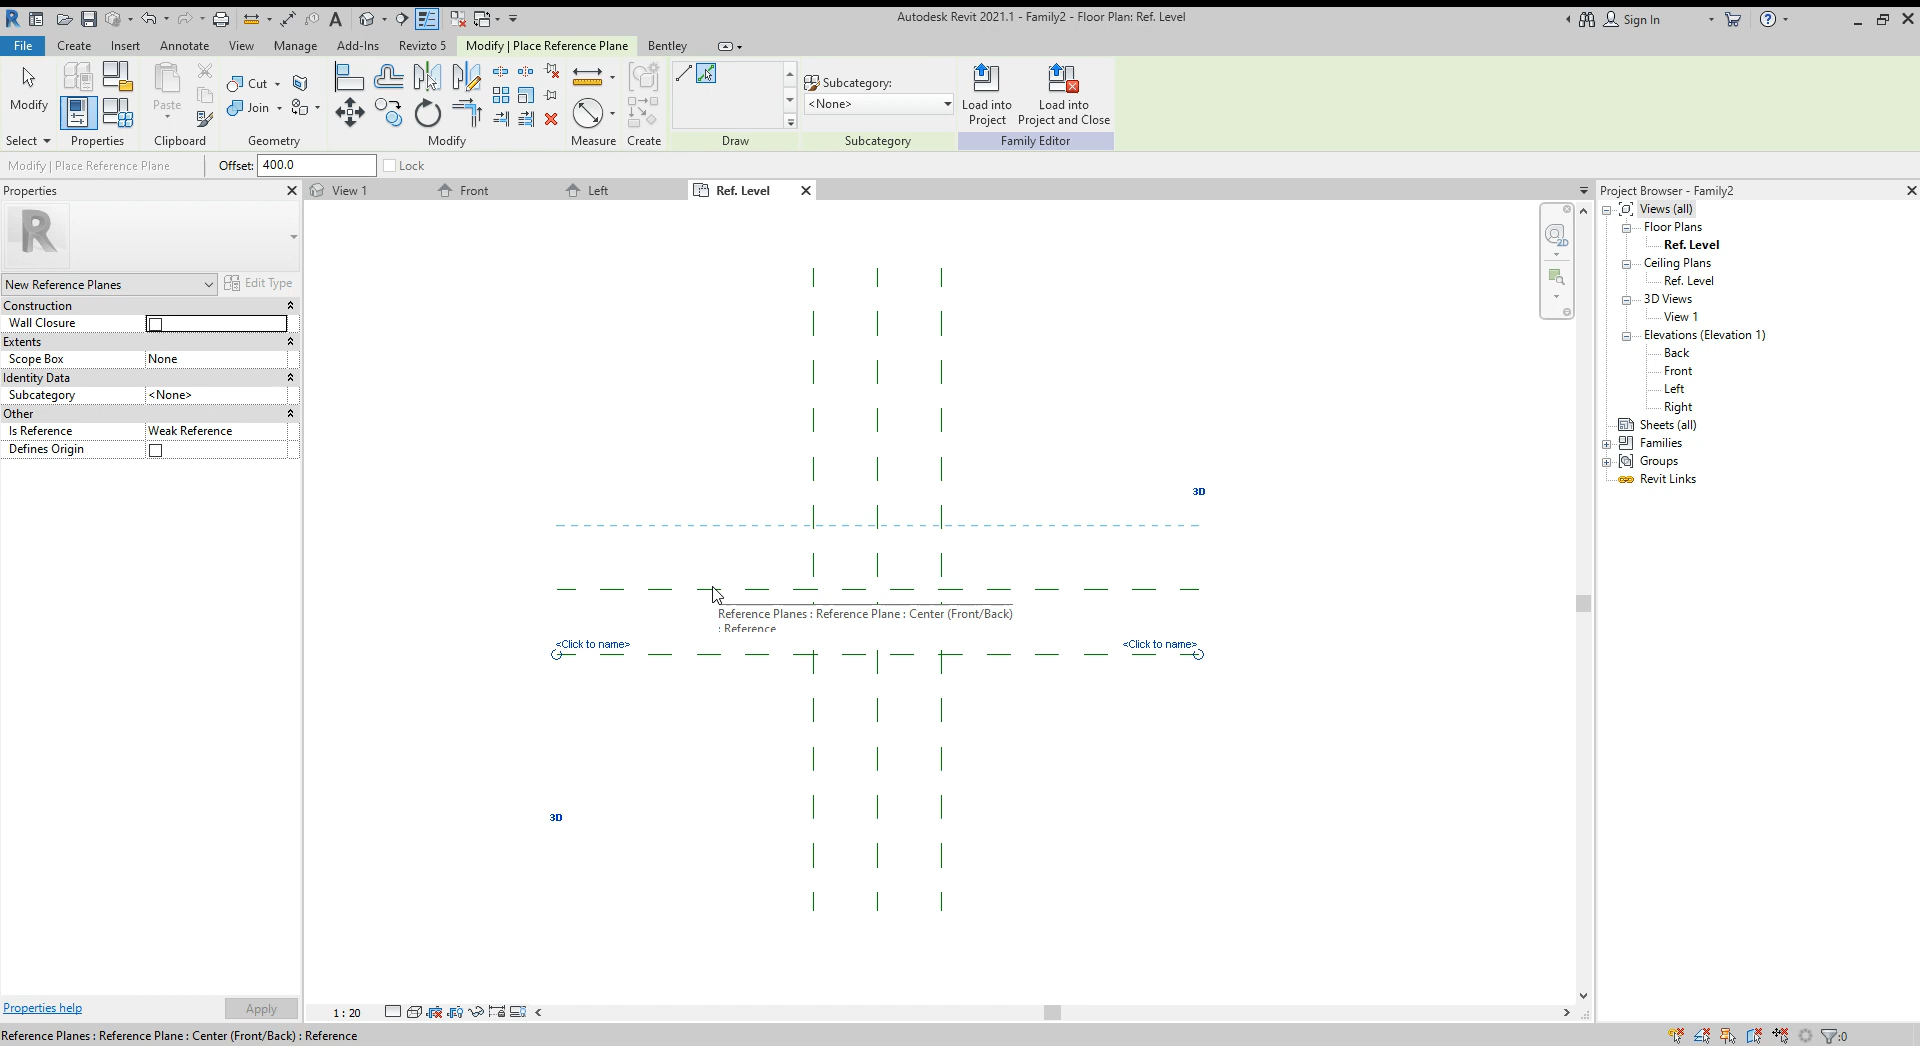 Autodesk Revit 2021.1 - Family2 - Floor Plan: Ref. Level
Sign In
File Create Insert Annotate View Manage Add-Ins Revizto 5 Modify | Place Reference Plane Bentley
Modify
Paste
Cut
Join
Subcategory:
<None>
Load into
Project
Load into
Project and Close
Select Properties Clipboard Geometry Modify Measure Create Draw Subcategory Family Editor
Modify | Place Reference Plane Offset: 400.0 Lock
Properties
View 1 Front Left Ref. Level
Project Browser - Family2
R
New Reference Planes Edit Type
Construction
Wall Closure
Extents
Scope Box None
Identity Data
Subcategory <None>
Other
Is Reference Weak Reference
Defines Origin
Properties help Apply
2D
3D
Reference Planes : Reference Plane : Center (Front/Back)
: Reference
<Click to name> <Click to name>
3D
Views (all)
Floor Plans
Ref. Level
Ceiling Plans
Ref. Level
3D Views
View 1
Elevations (Elevation 1)
Back
Front
Left
Right
Sheets (all)
Families
Groups
Revit Links
1 : 20
Reference Planes : Reference Plane : Center (Front/Back) : Reference
:0